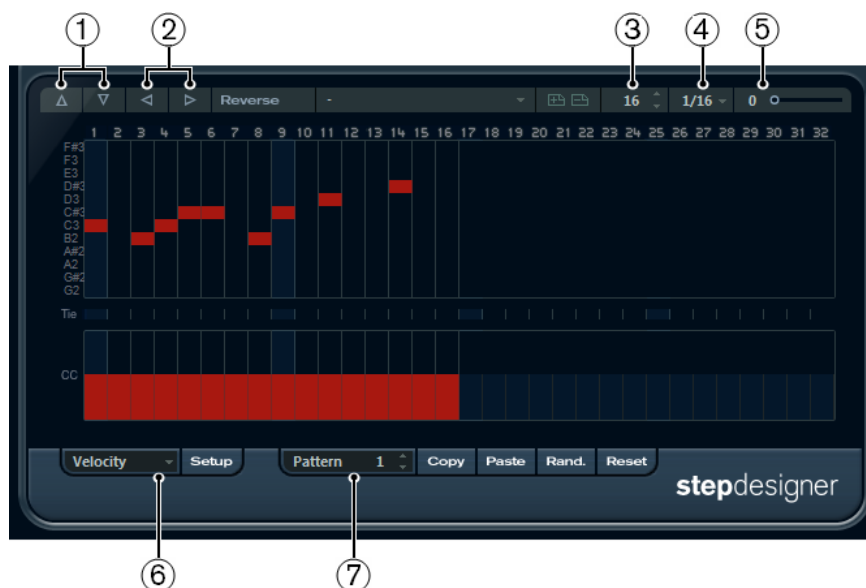 ① ② ③ ④ ⑤
Reverse - 16 1/16 0
1 2 3 4 5 6 7 8 9 10 11 12 13 14 15 16 17 18 19 20 21 22 23 24 25 26 27 28 29 30 31 32
F#3
F3
E3
D#3
D3
C#3
C3
B2
A#2
A2
G#2
G2
Tie
CC
Velocity Setup Pattern 1 Copy Paste Rand. Reset
stepdesigner
⑥ ⑦